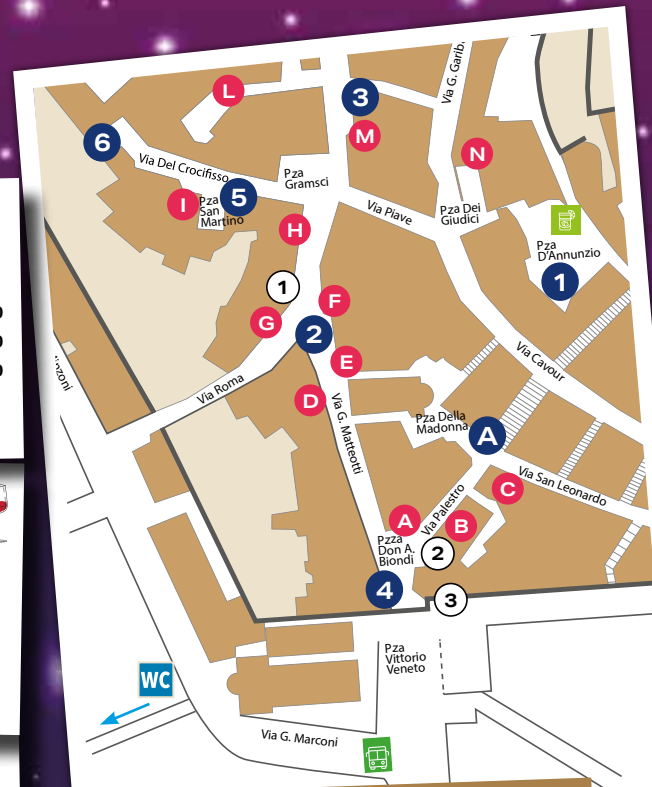 L
3
Via G. Garib.
M
6
N
Via Del Crocifisso
Pza
Gramsci
5
I
Pza
San
Martino
Via Piave
Pza Dei
Giudici
H
Pza
D'Annunzio
1
1
F
G
2
E
Via Cavour
Via Roma
D
Via G. Matteotti
Pza Della
Madonna
A
Via San Leonardo
C
Via Palestro
A
B
Pzza
Don A.
Biondi
2
4
3
Pza
Vittorio
Veneto
WC
Via G. Marconi